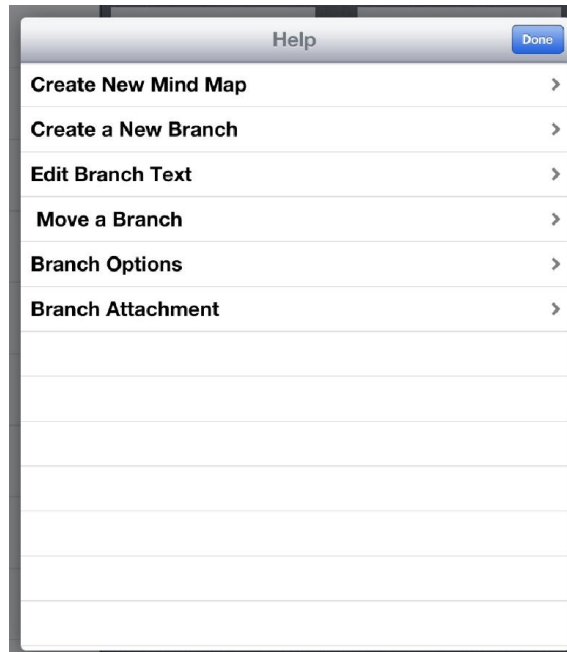 Help
Done
Create New Mind Map
Create a New Branch
Edit Branch Text
Move a Branch
Branch Options
Branch Attachment